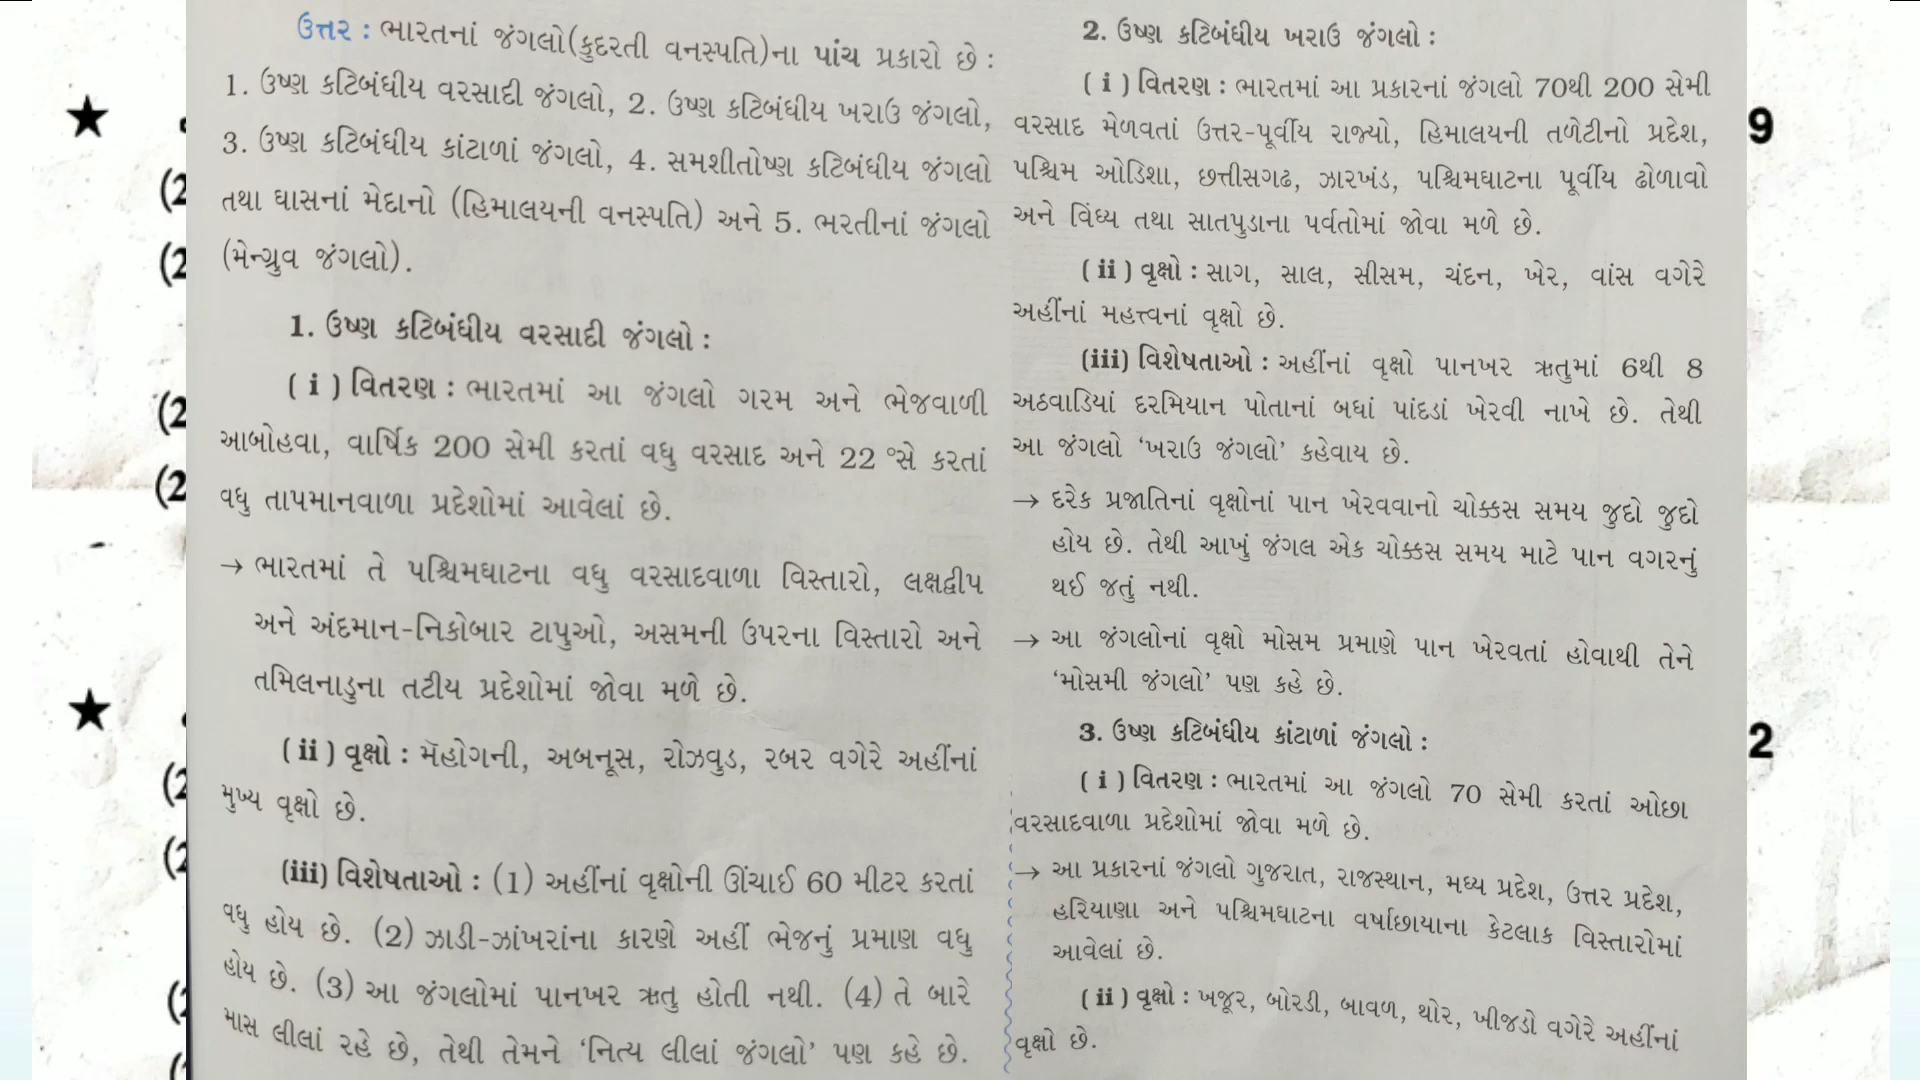 ઉત્તર : ભારતનાં જંગલો(કુદરતી વનસ્પતિ)ના પાંચ પ્રકારો છે :
1. ઉષ્ણ કટિબંધીય વરસાદી જંગલો, 2. ઉષ્ણ કટિબંધીય ખરાઉ જંગલો,
3. ઉષ્ણ કટિબંધીય કાંટાળાં જંગલો, 4. સમશીતોષ્ણ કટિબંધીય જંગલો
તથા ઘાસનાં મેદાનો (હિમાલયની વનસ્પતિ) અને 5. ભરતીનાં જંગલો
(મેન્ગ્રુવ જંગલો).
1. ઉષ્ણ કટિબંધીય વરસાદી જંગલો :
( i ) વિતરણ : ભારતમાં આ જંગલો ગરમ અને ભેજવાળી
આબોહવા, વાર્ષિક 200 સેમી કરતાં વધુ વરસાદ અને 22 °સે કરતાં
વધુ તાપમાનવાળા પ્રદેશોમાં આવેલાં છે.
→ ભારતમાં તે પશ્ચિમઘાટના વધુ વરસાદવાળા વિસ્તારો, લક્ષદ્વીપ
અને અંદમાન-નિકોબાર ટાપુઓ, અસમની ઉપરના વિસ્તારો અને
તમિલનાડુના તટીય પ્રદેશોમાં જોવા મળે છે.
( ii ) વૃક્ષો : મૅહોગની, અબનૂસ, રોઝવુડ, રબર વગેરે અહીંનાં
મુખ્ય વૃક્ષો છે.
(iii) વિશેષતાઓ : (1) અહીંનાં વૃક્ષોની ઊંચાઈ 60 મીટર કરતાં
વધુ હોય છે. (2) ઝાડી-ઝાંખરાંના કારણે અહીં ભેજનું પ્રમાણ વધુ
હોય છે. (3) આ જંગલોમાં પાનખર ઋતુ હોતી નથી. (4) તે બારે
માસ લીલાં રહે છે, તેથી તેમને ‘નિત્ય લીલાં જંગલો’ પણ કહે છે.
2. ઉષ્ણ કટિબંધીય ખરાઉ જંગલો :
( i ) વિતરણ : ભારતમાં આ પ્રકારનાં જંગલો 70થી 200 સેમી
વરસાદ મેળવતાં ઉત્તર-પૂર્વીય રાજ્યો, હિમાલયની તળેટીનો પ્રદેશ,
પશ્ચિમ ઓડિશા, છત્તીસગઢ, ઝારખંડ, પશ્ચિમઘાટના પૂર્વીય ઢોળાવો
અને વિંધ્ય તથા સાતપુડાના પર્વતોમાં જોવા મળે છે.
( ii ) વૃક્ષો : સાગ, સાલ, સીસમ, ચંદન, ખેર, વાંસ વગેરે
અહીંનાં મહત્ત્વનાં વૃક્ષો છે.
(iii) વિશેષતાઓ : અહીંનાં વૃક્ષો પાનખર ઋતુમાં 6થી 8
અઠવાડિયાં દરમિયાન પોતાનાં બધાં પાંદડાં ખેરવી નાખે છે. તેથી
આ જંગલો ‘ખરાઉ જંગલો’ કહેવાય છે.
→ દરેક પ્રજાતિનાં વૃક્ષોનાં પાન ખેરવવાનો ચોક્કસ સમય જુદો જુદો
હોય છે. તેથી આખું જંગલ એક ચોક્કસ સમય માટે પાન વગરનું
થઈ જતું નથી.
→ આ જંગલોનાં વૃક્ષો મોસમ પ્રમાણે પાન ખેરવતાં હોવાથી તેને
‘મોસમી જંગલો’ પણ કહે છે.
3. ઉષ્ણ કટિબંધીય કાંટાળાં જંગલો :
( i ) વિતરણ : ભારતમાં આ જંગલો 70 સેમી કરતાં ઓછા
વરસાદવાળા પ્રદેશોમાં જોવા મળે છે.
→ આ પ્રકારનાં જંગલો ગુજરાત, રાજસ્થાન, મધ્ય પ્રદેશ, ઉત્તર પ્રદેશ,
હરિયાણા અને પશ્ચિમઘાટના વર્ષાછાયાના કેટલાક વિસ્તારોમાં
આવેલાં છે.
( ii ) વૃક્ષો : ખજૂર, બોરડી, બાવળ, થોર, ખીજડો વગેરે અહીંનાં
વૃક્ષો છે.
9
2